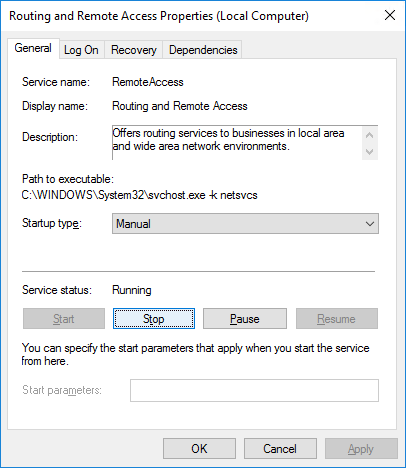 Routing and Remote Access Properties (Local Computer)
General Log On Recovery Dependencies
Service name: RemoteAccess
Display name: Routing and Remote Access
Description: Offers routing services to businesses in local area
and wide area network environments.
Path to executable:
C:\WINDOWS\System32\svchost.exe -k netsvcs
Startup type: Manual
Service status: Running
Start Stop Pause Resume
You can specify the start parameters that apply when you start the service
from here.
Start parameters:
OK Cancel Apply